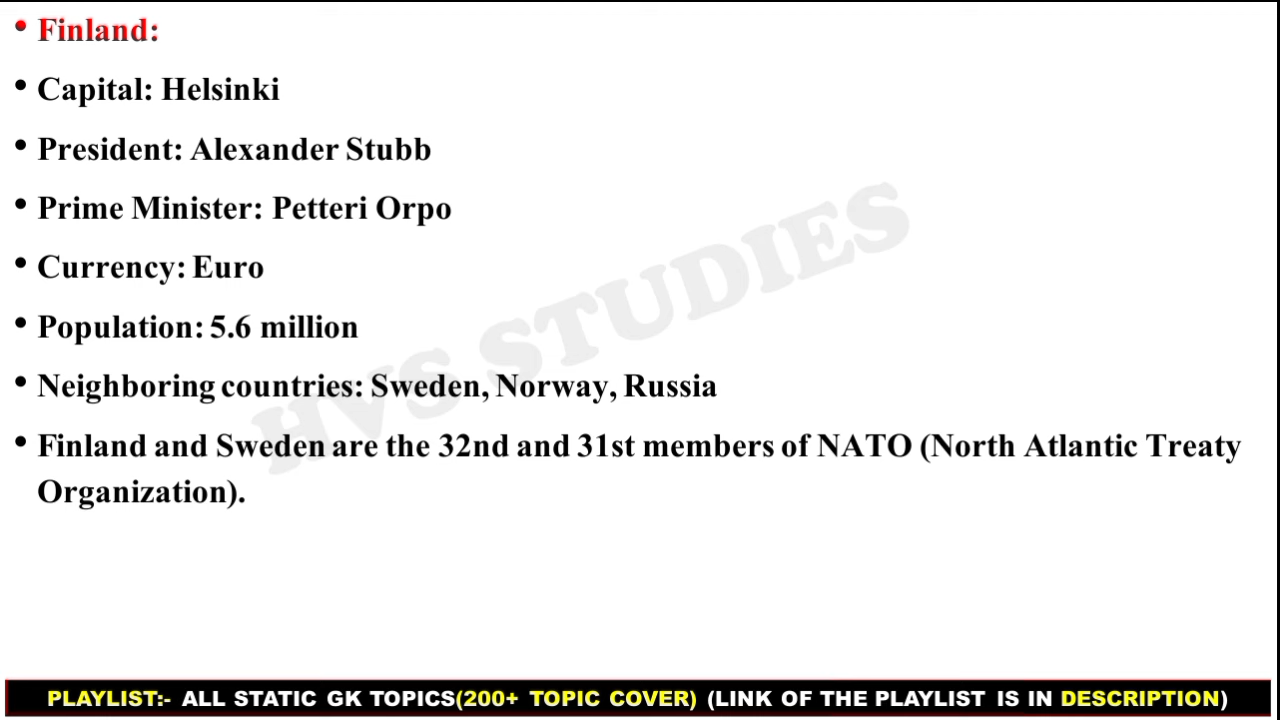 • Finland:
• Capital: Helsinki
• President: Alexander Stubb
• Prime Minister: Petteri Orpo
• Currency: Euro
• Population: 5.6 million
• Neighboring countries: Sweden, Norway, Russia
• Finland and Sweden are the 32nd and 31st members of NATO (North Atlantic Treaty
Organization).
HVS STUDIES
PLAYLIST:- ALL STATIC GK TOPICS(200+ TOPIC COVER) (LINK OF THE PLAYLIST IS IN DESCRIPTION)